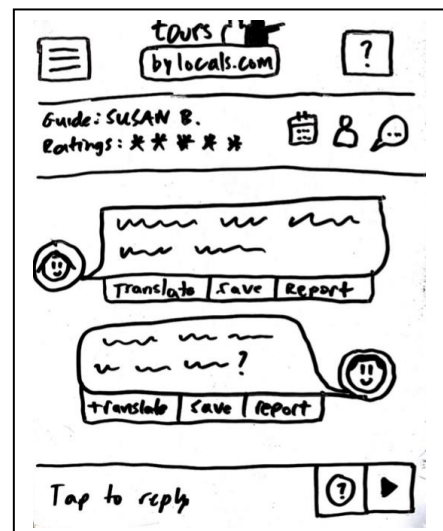 tours
bylocals.com
?
Guide: SUSAN B.
Ratings: * * * * *
Translate Save Report
?
translate save report
Tap to reply ?